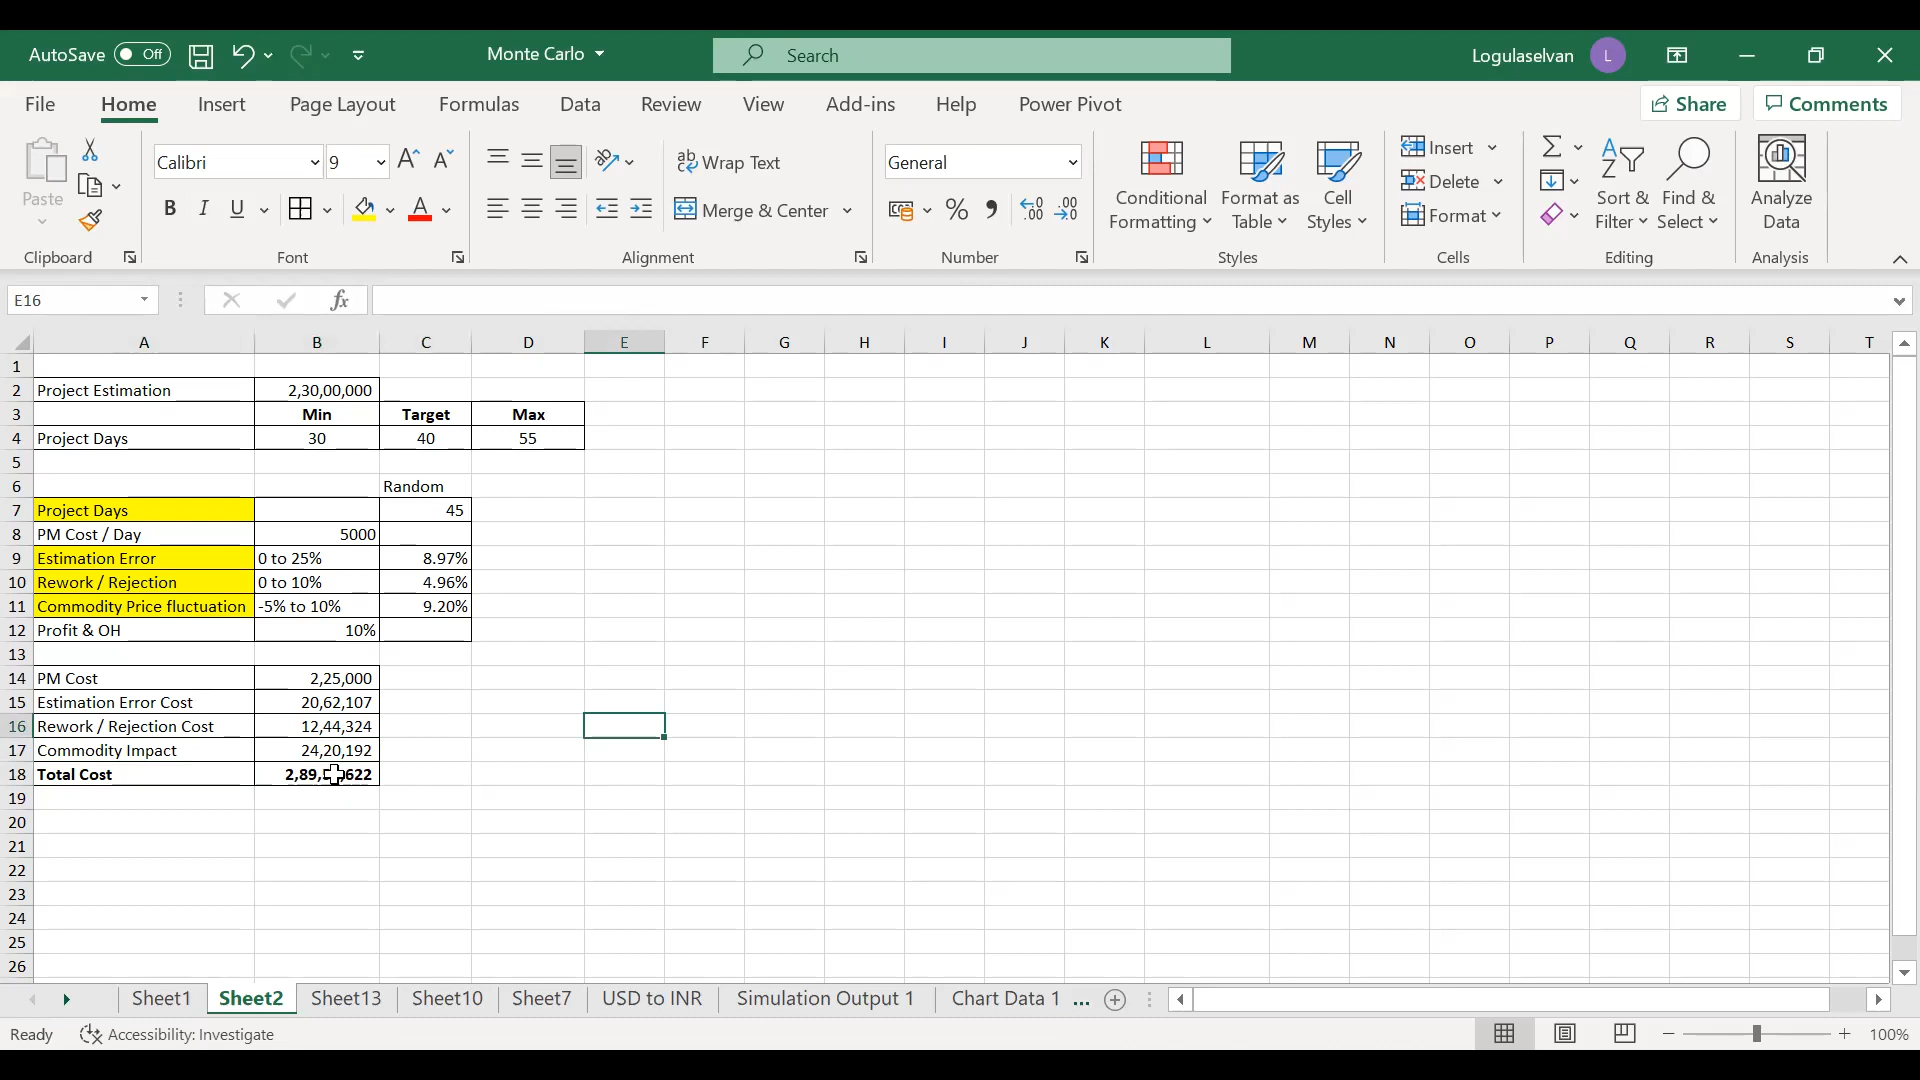 AutoSave Off Monte Carlo Search Logulaselvan L
File Home Insert Page Layout Formulas Data Review View Add-ins Help Power Pivot Share Comments
Paste Calibri 9 ab Wrap Text General Conditional Formatting Format as Table Cell Styles Insert Delete Format Sort & Filter Find & Select Analyze Data
B I U Merge & Center
Clipboard Font Alignment Number Styles Cells Editing Analysis
E16 fx
A B C D E F G H I J K L M N O P Q R S T
1
2 Project Estimation 2,30,00,000
3 Min Target Max
4 Project Days 30 40 55
5
6 Random
7 Project Days 45
8 PM Cost / Day 5000
9 Estimation Error 0 to 25% 8.97%
10 Rework / Rejection 0 to 10% 4.96%
11 Commodity Price fluctuation -5% to 10% 9.20%
12 Profit & OH 10%
13
14 PM Cost 2,25,000
15 Estimation Error Cost 20,62,107
16 Rework / Rejection Cost 12,44,324
17 Commodity Impact 24,20,192
18 Total Cost
19
20
21
22
23
24
25
26
Sheet1 Sheet2 Sheet13 Sheet10 Sheet7 USD to INR Simulation Output 1 Chart Data 1 ...
Ready Accessibility: Investigate 100%